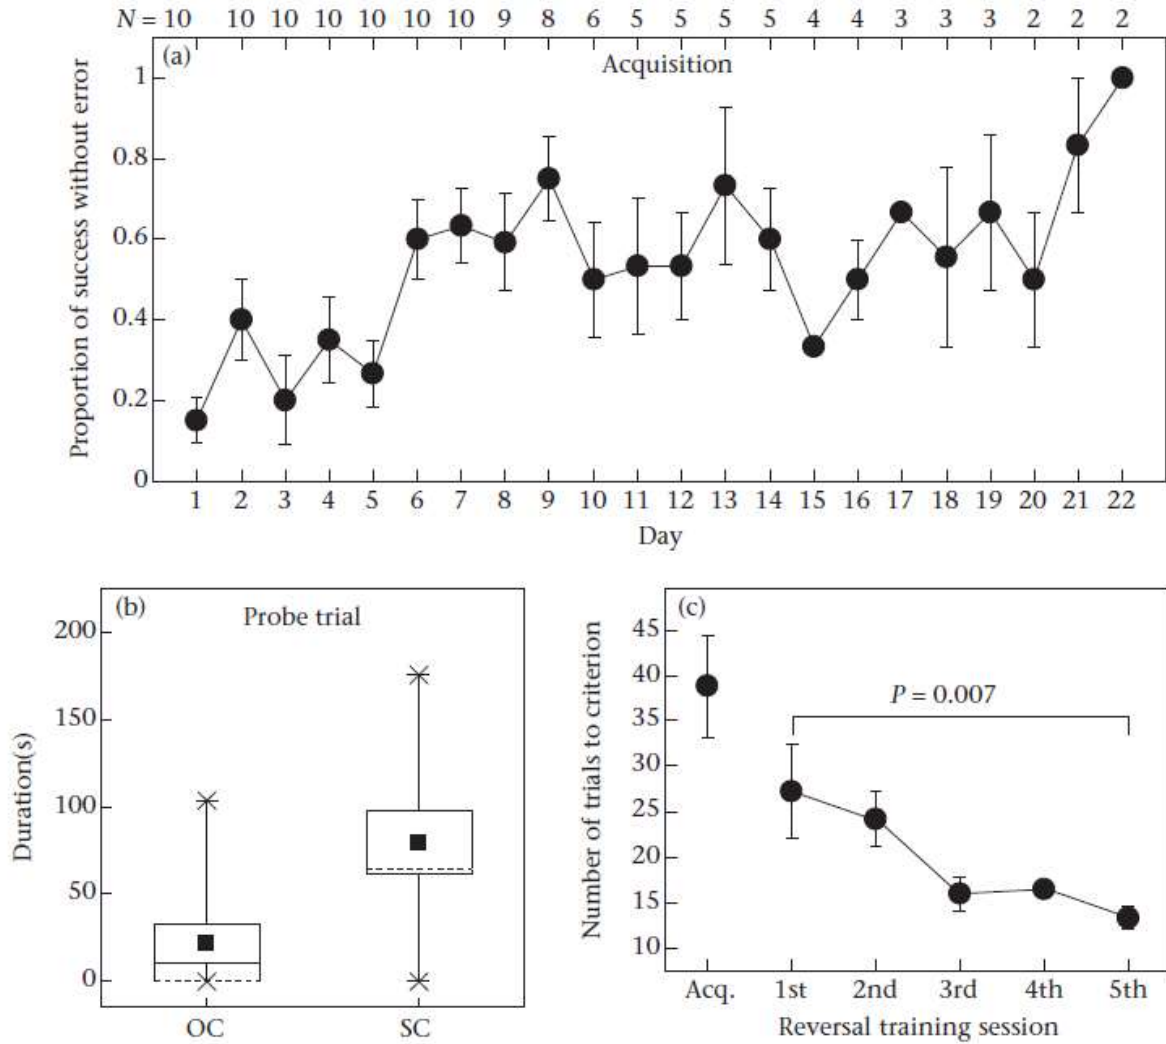 N = 10 10 10 10 10 10 10 9 8 6 5 5 5 5 4 4 3 3 3 2 2 2
(a)
Acquisition
Proportion of success without error
1
0.8
0.6
0.4
0.2
0
1 2 3 4 5 6 7 8 9 10 11 12 13 14 15 16 17 18 19 20 21 22
Day
(b)
Probe trial
Duration(s)
200
150
100
50
0
OC SC
(c)
Number of trials to criterion
45
40
35
30
25
20
15
10
P = 0.007
Acq. 1st 2nd 3rd 4th 5th
Reversal training session